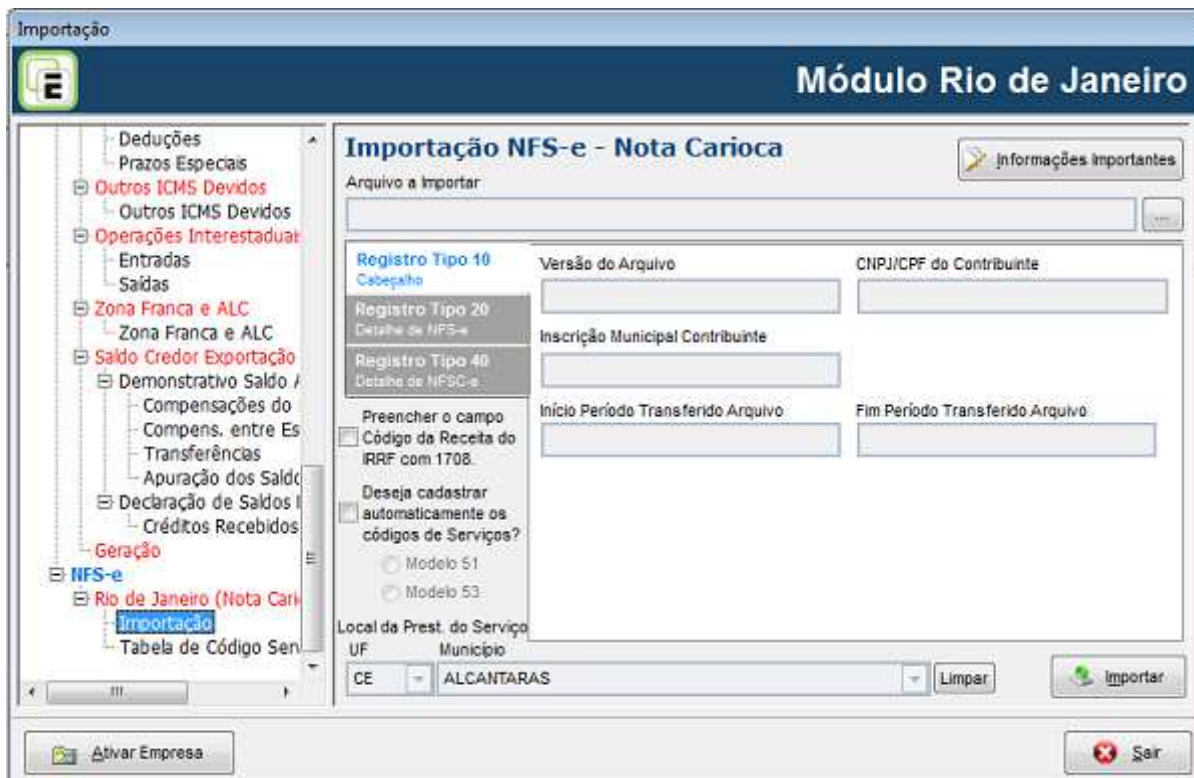 Importação
E
Módulo Rio de Janeiro
Deduções
Prazos Especiais
Outros ICMS Devidos
Outros ICMS Devidos
Operações Interestaduai
Entradas
Saídas
Zona Franca e ALC
Zona Franca e ALC
Saldo Credor Exportação
Demonstrativo Saldo
Compensações do
Compens. entre Es
Transferências
Apuração dos Saldo
Declaração de Saldos
Créditos Recebidos
Geração
NFS-e
Rio de Janeiro (Nota Cari
Importação
Tabela de Código Ser
Importação NFS-e - Nota Carioca
Informações Importantes
Arquivo a Importar
...
Registro Tipo 10
Cabeçalho
Registro Tipo 20
Detalhe de NFS-e
Registro Tipo 40
Detalhe de NFSC-e
Preencher o campo
Código da Receita do
IRRF com 1708.
Deseja cadastrar
automaticamente os
códigos de Serviços?
Modelo 51
Modelo 53
Versão do Arquivo
CNPJ/CPF do Contribuinte
Inscrição Municipal Contribuinte
Início Período Transferido Arquivo
Fim Período Transferido Arquivo
Local da Prest. do Serviço
UF
Município
CE
ALCANTARAS
Limpar
Importar
Ativar Empresa
Sair